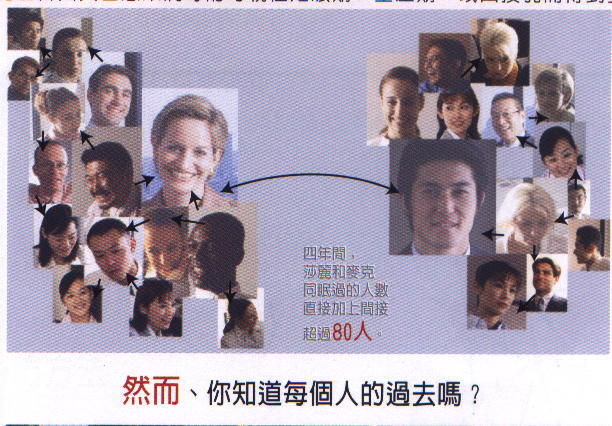 四年間，
莎麗和麥克
同眠過的人數
直接加上間接
超過80人。
然而、你知道每個人的過去嗎？